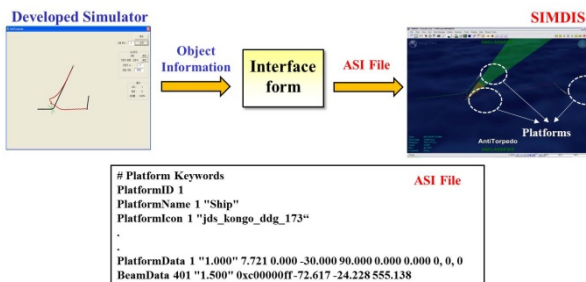 Developed Simulator
SIMDIS
Object
Information
Interface
form
ASI File
Platforms
AntiTorpedo
# Platform Keywords
ASI File
PlatformID 1
PlatformName 1 "Ship"
PlatformIcon 1 "jds_kongo_ddg_173“
.
.
PlatformData 1 "1.000" 7.721 0.000 -30.000 90.000 0.000 0.000 0, 0, 0
BeamData 401 "1.500" 0xc00000ff -72.617 -24.228 555.138